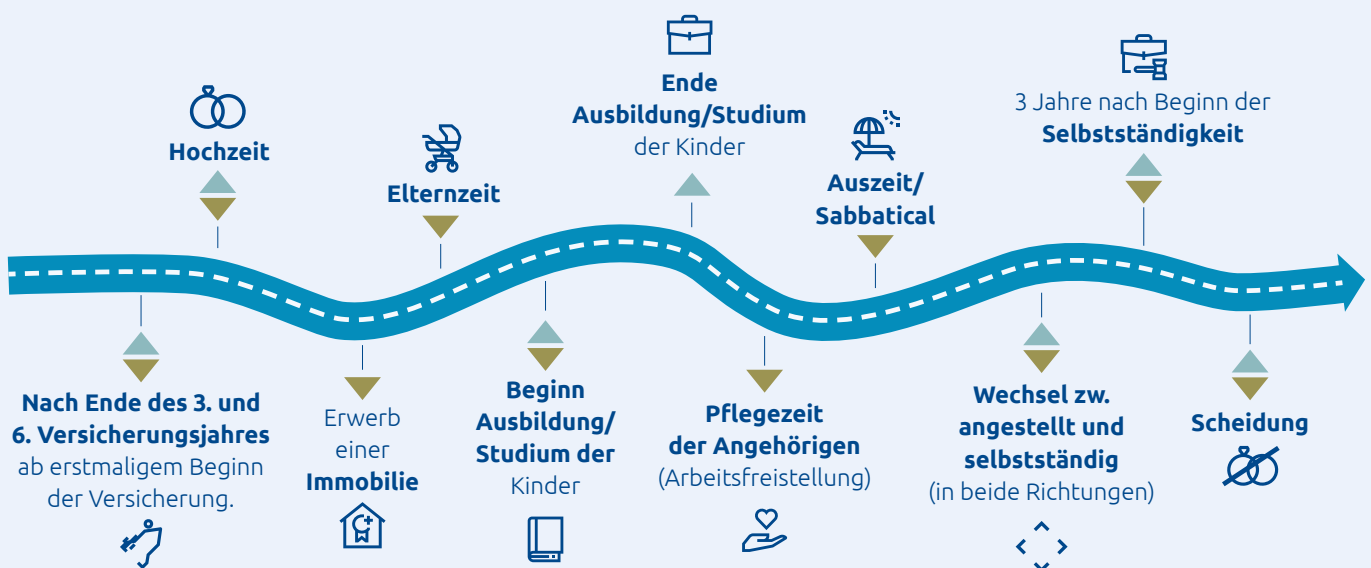 Hochzeit
Elternzeit
Ende
Ausbildung/Studium
der Kinder
Auszeit/
Sabbatical
3 Jahre nach Beginn der
Selbstständigkeit
Nach Ende des 3. und
6. Versicherungsjahres
ab erstmaligem Beginn
der Versicherung.
Erwerb
einer
Immobilie
Beginn
Ausbildung/
Studium der
Kinder
Pflegezeit
der Angehörigen
(Arbeitsfreistellung)
Wechsel zw.
angestellt und
selbstständig
(in beide Richtungen)
Scheidung